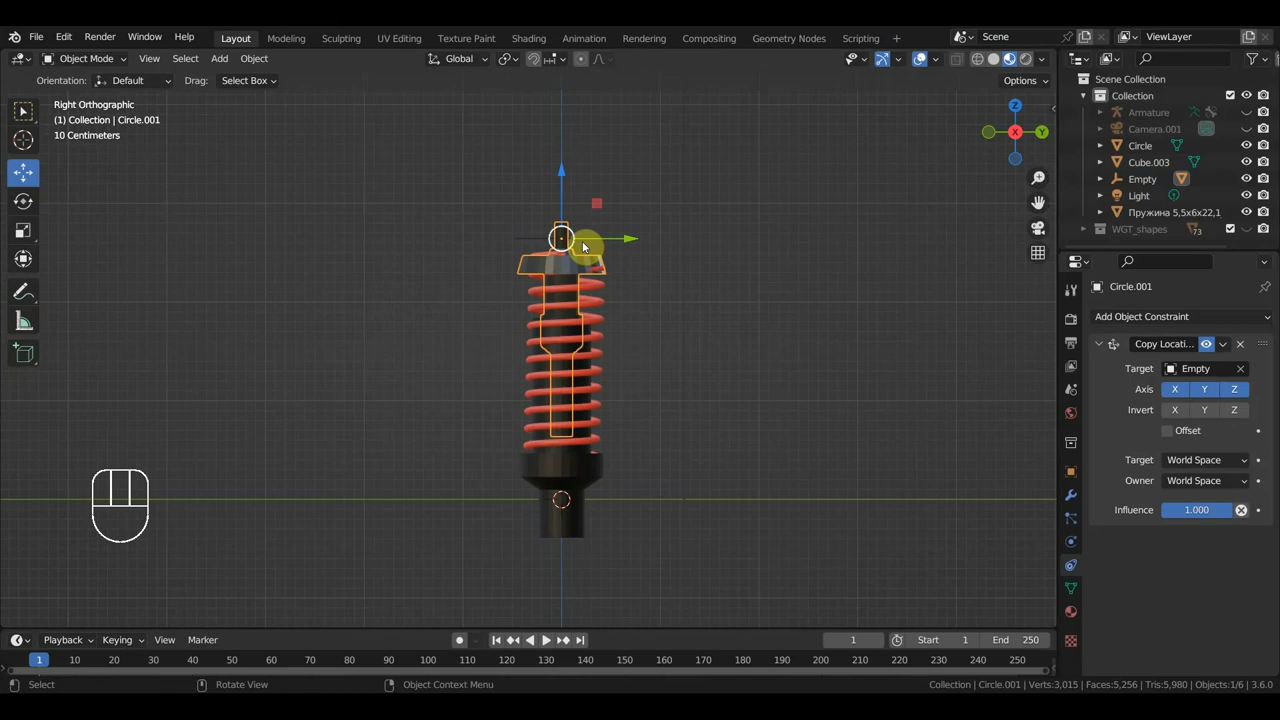 File Edit Render Window Help Layout Modeling Sculpting UV Editing Texture Paint Shading Animation Rendering Compositing Geometry Nodes Scripting Scene ViewLayer
Object Mode View Select Add Object Global
Orientation: Default Drag: Select Box Options
Scene Collection
Collection
Armature
Camera.001
Circle
Cube.003
Empty
Light
Пружина 5,5x6x22,1
WGT_shapes 73
Right Orthographic
(1) Collection | Circle.001
10 Centimeters
Z
Y
X
Circle.001
Add Object Constraint
Copy Locati...
Target Empty
Axis X Y Z
Invert X Y Z
Offset
Target World Space
Owner World Space
Influence 1.000
Playback Keying View Marker 1 Start 1 End 250
1 10 20 30 40 50 60 70 80 90 100 110 120 130 140 150 160 170 180 190 200 210 220 230 240 250
Select Rotate View Object Context Menu Collection | Circle.001 | Verts:3,015 | Faces:5,256 | Tris:5,980 | Objects:1/6 | 3.6.0